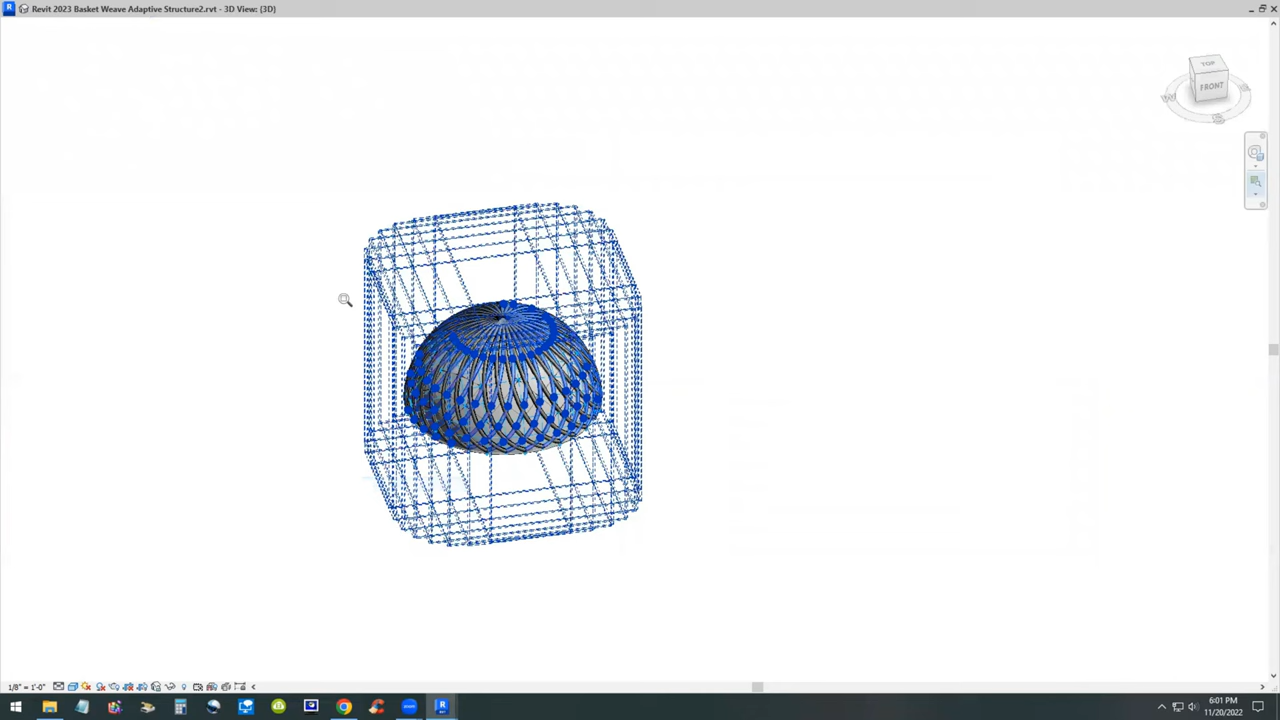 Revit 2023 Basket Weave Adaptive Structure2.rvt - 3D View: {3D}
TOP
FRONT
W
S
1/8" = 1'-0"
6:01 PM
11/20/2022